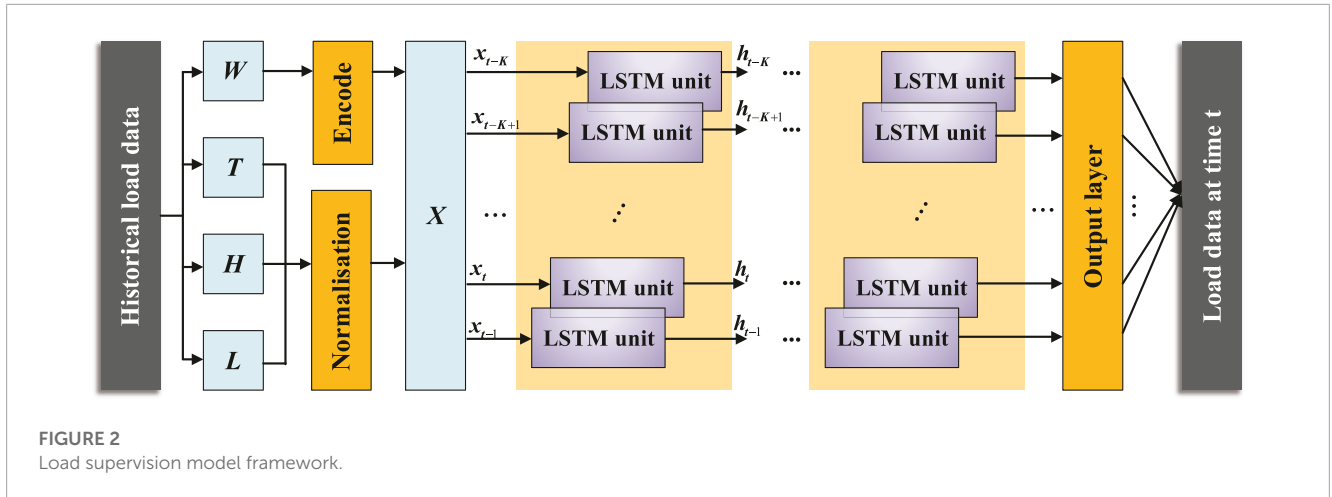 Historical load data
W
T
H
L
Encode
Normalisation
X
x_{t-K}
x_{t-K+1}
...
x_t
x_{t-1}
LSTM unit
LSTM unit
...
LSTM unit
LSTM unit
h_{t-K}
...
h_{t-K+1}
...
h_t
...
h_{t-1}
...
LSTM unit
LSTM unit
...
LSTM unit
LSTM unit
...
Output layer
...
Load data at time t
FIGURE 2
Load supervision model framework.